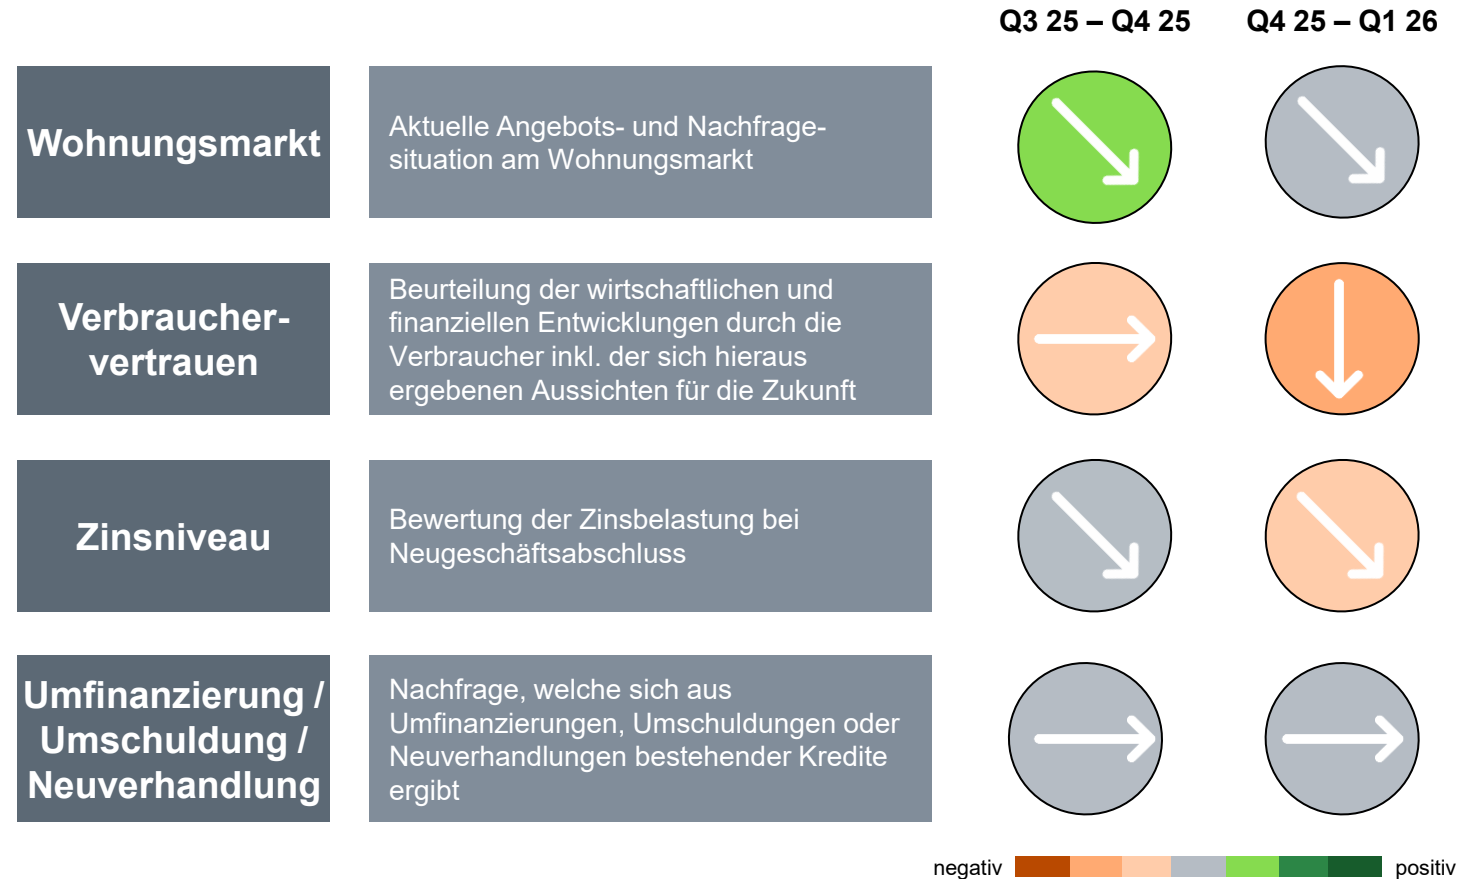 Q3 25 – Q4 25
Q4 25 – Q1 26
Wohnungsmarkt
Aktuelle Angebots- und Nachfrage-
situation am Wohnungsmarkt
Verbraucher-
vertrauen
Beurteilung der wirtschaftlichen und
finanziellen Entwicklungen durch die
Verbraucher inkl. der sich hieraus
ergebenen Aussichten für die Zukunft
Zinsniveau
Bewertung der Zinsbelastung bei
Neugeschäftsabschluss
Umfinanzierung /
Umschuldung /
Neuverhandlung
Nachfrage, welche sich aus
Umfinanzierungen, Umschuldungen oder
Neuverhandlungen bestehender Kredite
ergibt
negativ
positiv